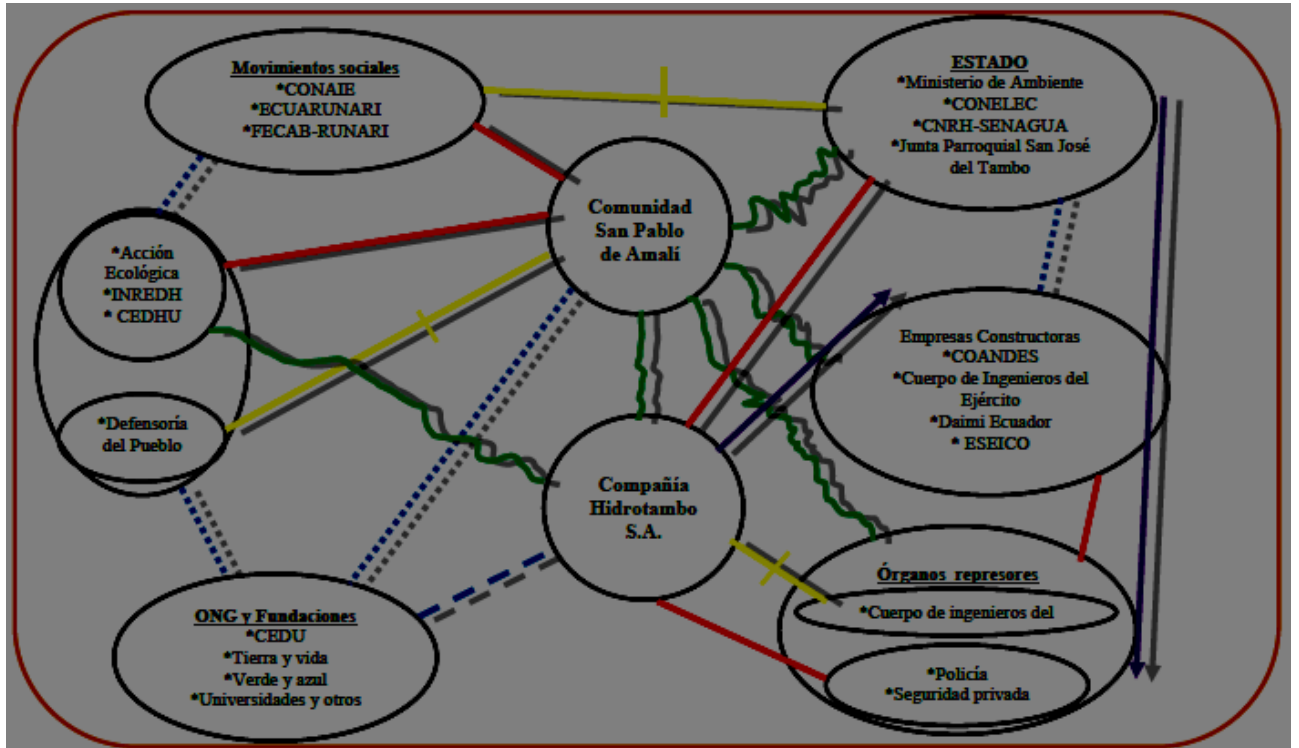 Movimientos sociales
*CONAIE
*ECUARUNARI
*FECAB-RUNARI
ESTADO
*Ministerio de Ambiente
*CONELEC
*CNRH-SENAGUA
*Junta Parroquial San José
del Tambo
Comunidad
San Pablo
de Amalí
*Acción
Ecológica
*INREDH
* CEDHU
*Defensoría
del Pueblo
Empresas Constructoras
*COANDES
*Cuerpo de Ingenieros del
Ejército
*Daimi Ecuador
* ESEICO
Compañía
Hidrotambo
S.A.
Órganos represores
*Cuerpo de ingenieros del
*Policía
*Seguridad privada
ONG y Fundaciones
*CEDU
*Tierra y vida
*Verde y azul
*Universidades y otros